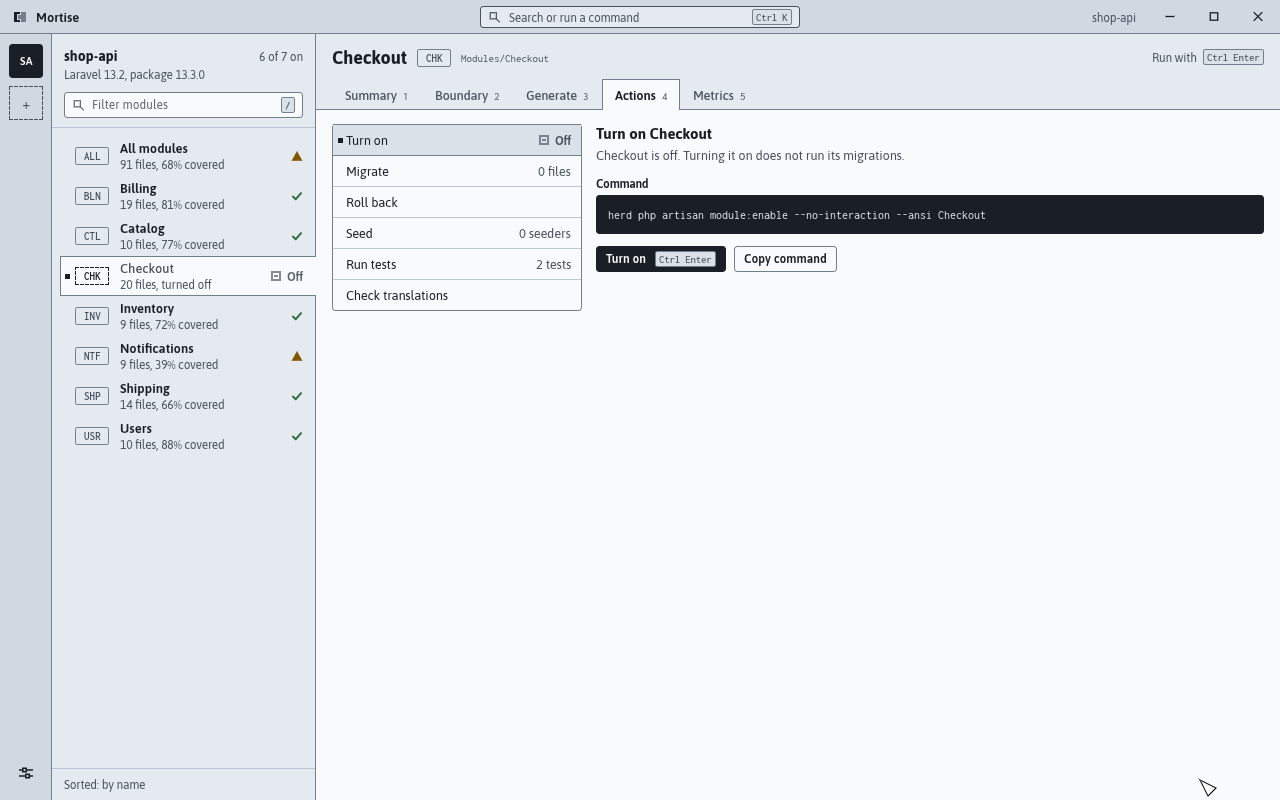 Mortise
Search or run a command
Ctrl K
shop-api
SA
+
shop-api
6 of 7 on
Laravel 13.2, package 13.3.0
Filter modules
/
ALL
All modules
91 files, 68% covered
BLN
Billing
19 files, 81% covered
CTL
Catalog
10 files, 77% covered
CHK
Checkout
20 files, turned off
Off
INV
Inventory
9 files, 72% covered
NTF
Notifications
9 files, 39% covered
SHP
Shipping
14 files, 66% covered
USR
Users
10 files, 88% covered
Sorted: by name
Checkout
CHK
Modules/Checkout
Run with
Ctrl Enter
Summary 1
Boundary 2
Generate 3
Actions 4
Metrics 5
Turn on
Off
Migrate
0 files
Roll back
Seed
0 seeders
Run tests
2 tests
Check translations
Turn on Checkout
Checkout is off. Turning it on does not run its migrations.
Command
herd php artisan module:enable --no-interaction --ansi Checkout
Turn on
Ctrl Enter
Copy command